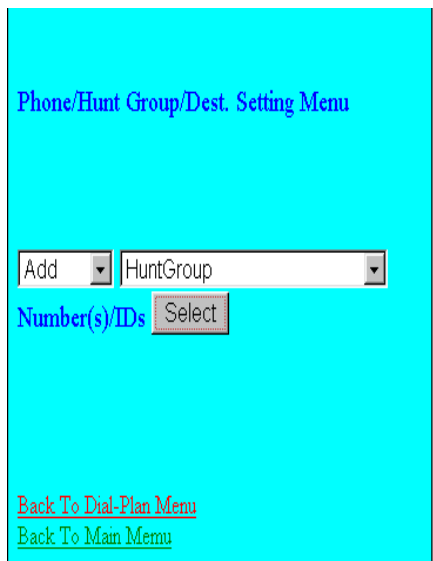 Phone/Hunt Group/Dest. Setting Menu
Add HuntGroup
Number(s)/IDs Select
Back To Dial-Plan Menu
Back To Main Memu